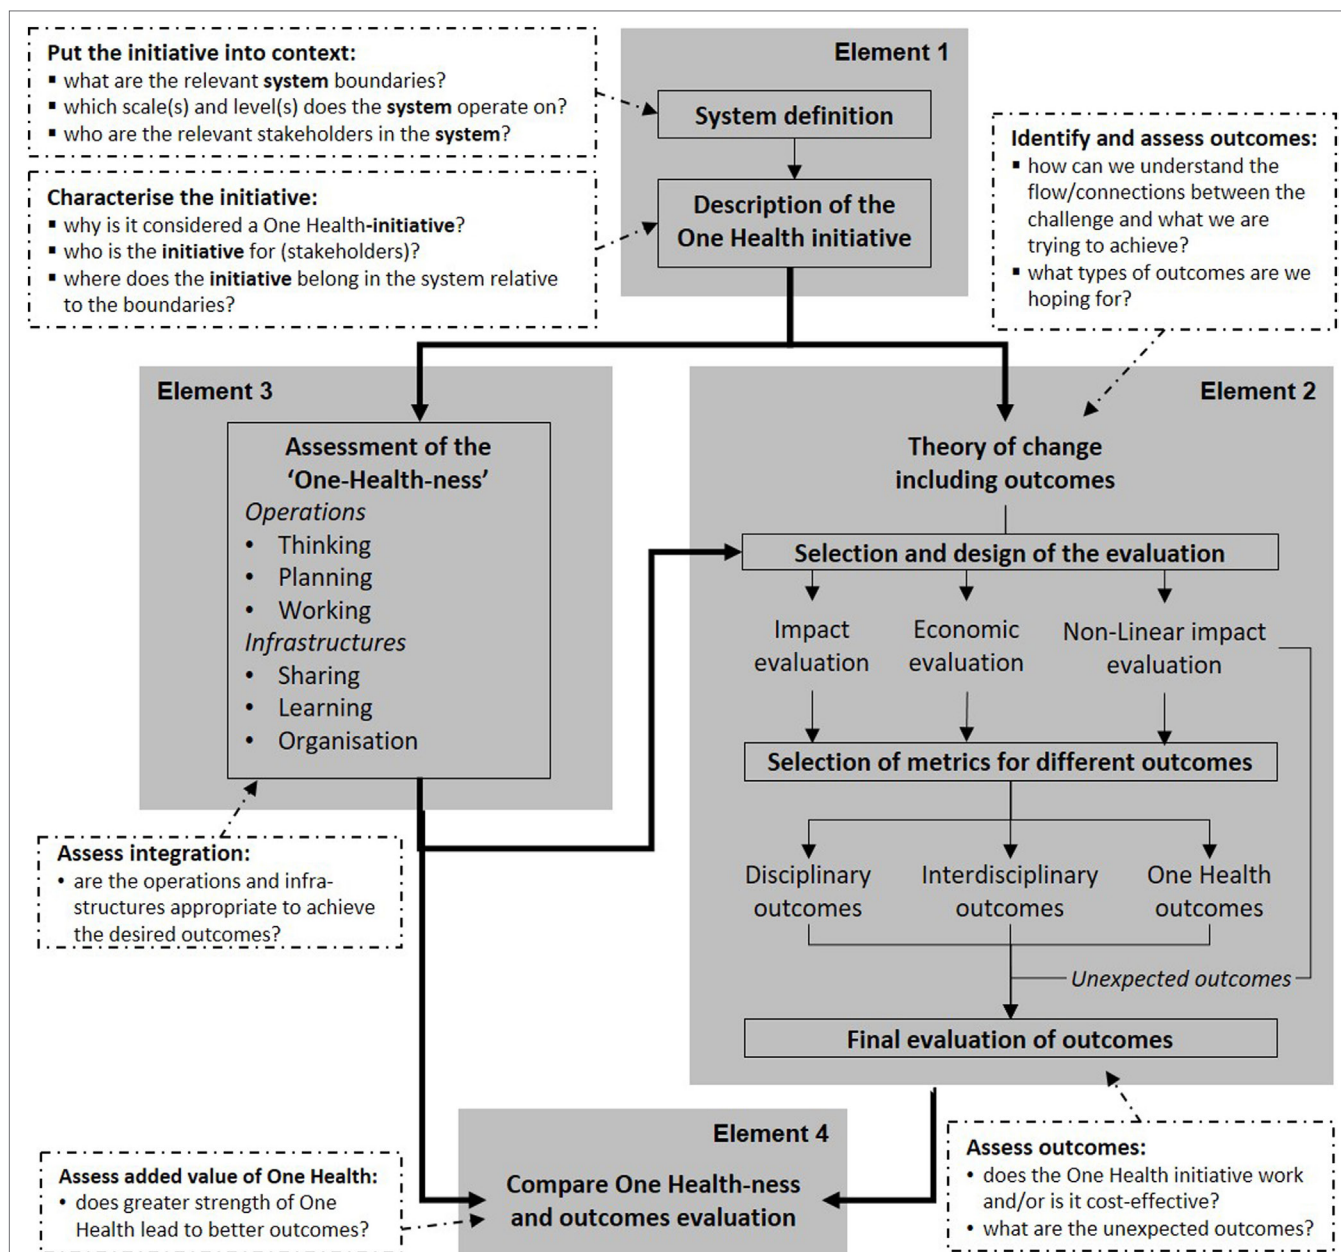 Put the initiative into context:
▪ what are the relevant system boundaries?
▪ which scale(s) and level(s) does the system operate on?
▪ who are the relevant stakeholders in the system?
Characterise the initiative:
▪ why is it considered a One Health-initiative?
▪ who is the initiative for (stakeholders)?
▪ where does the initiative belong in the system relative
to the boundaries?
Element 1
System definition
Description of the
One Health initiative
Identify and assess outcomes:
▪ how can we understand the
flow/connections between the
challenge and what we are
trying to achieve?
▪ what types of outcomes are we
hoping for?
Element 3
Assessment of the
‘One-Health-ness’
Operations
• Thinking
• Planning
• Working
Infrastructures
• Sharing
• Learning
• Organisation
Assess integration:
• are the operations and infra-
structures appropriate to achieve
the desired outcomes?
Element 2
Theory of change
including outcomes
Selection and design of the evaluation
Impact
evaluation
Economic
evaluation
Non-Linear impact
evaluation
Selection of metrics for different outcomes
Disciplinary
outcomes
Interdisciplinary
outcomes
One Health
outcomes
Unexpected outcomes
Final evaluation of outcomes
Element 4
Compare One Health-ness
and outcomes evaluation
Assess added value of One Health:
• does greater strength of One
Health lead to better outcomes?
Assess outcomes:
• does the One Health initiative work
and/or is it cost-effective?
• what are the unexpected outcomes?